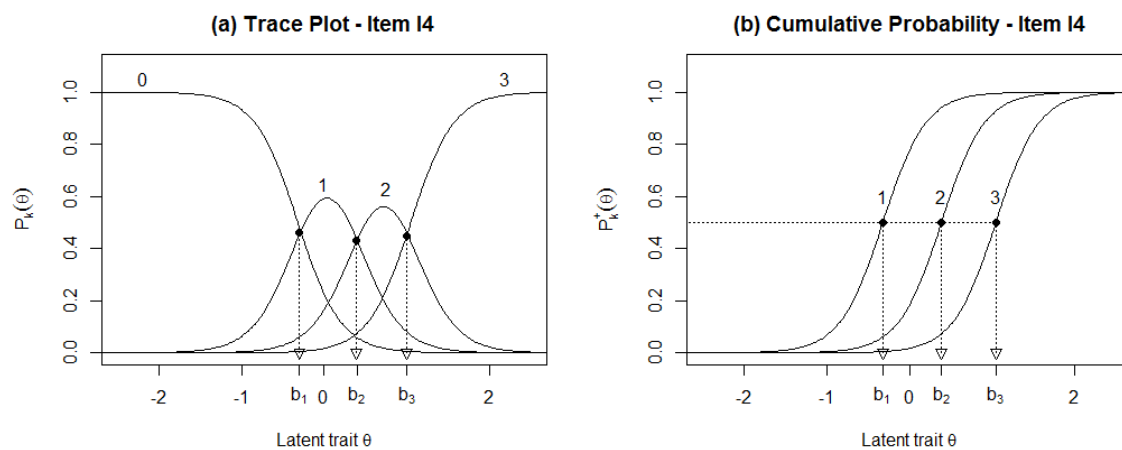 (a) Trace Plot - Item I4
0
3
1
2
0.0
0.2
0.4
0.6
0.8
1.0
Pₖ(θ)
-2
-1
b₁
0
b₂
b₃
2
Latent trait θ
(b) Cumulative Probability - Item I4
1
2
3
0.0
0.2
0.4
0.6
0.8
1.0
Pₖ⁺(θ)
-2
-1
b₁
0
b₂
b₃
2
Latent trait θ